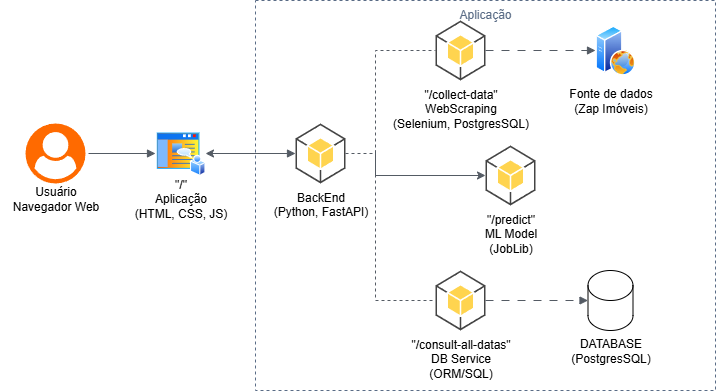 Aplicação
"/collect-data"
WebScraping
(Selenium, PostgresSQL)
Fonte de dados
(Zap Imóveis)
Usuário
Navegador Web
"/"
Aplicação
(HTML, CSS, JS)
BackEnd
(Python, FastAPI)
"/predict"
ML Model
(JobLib)
"/consult-all-datas"
DB Service
(ORM/SQL)
DATABASE
(PostgresSQL)